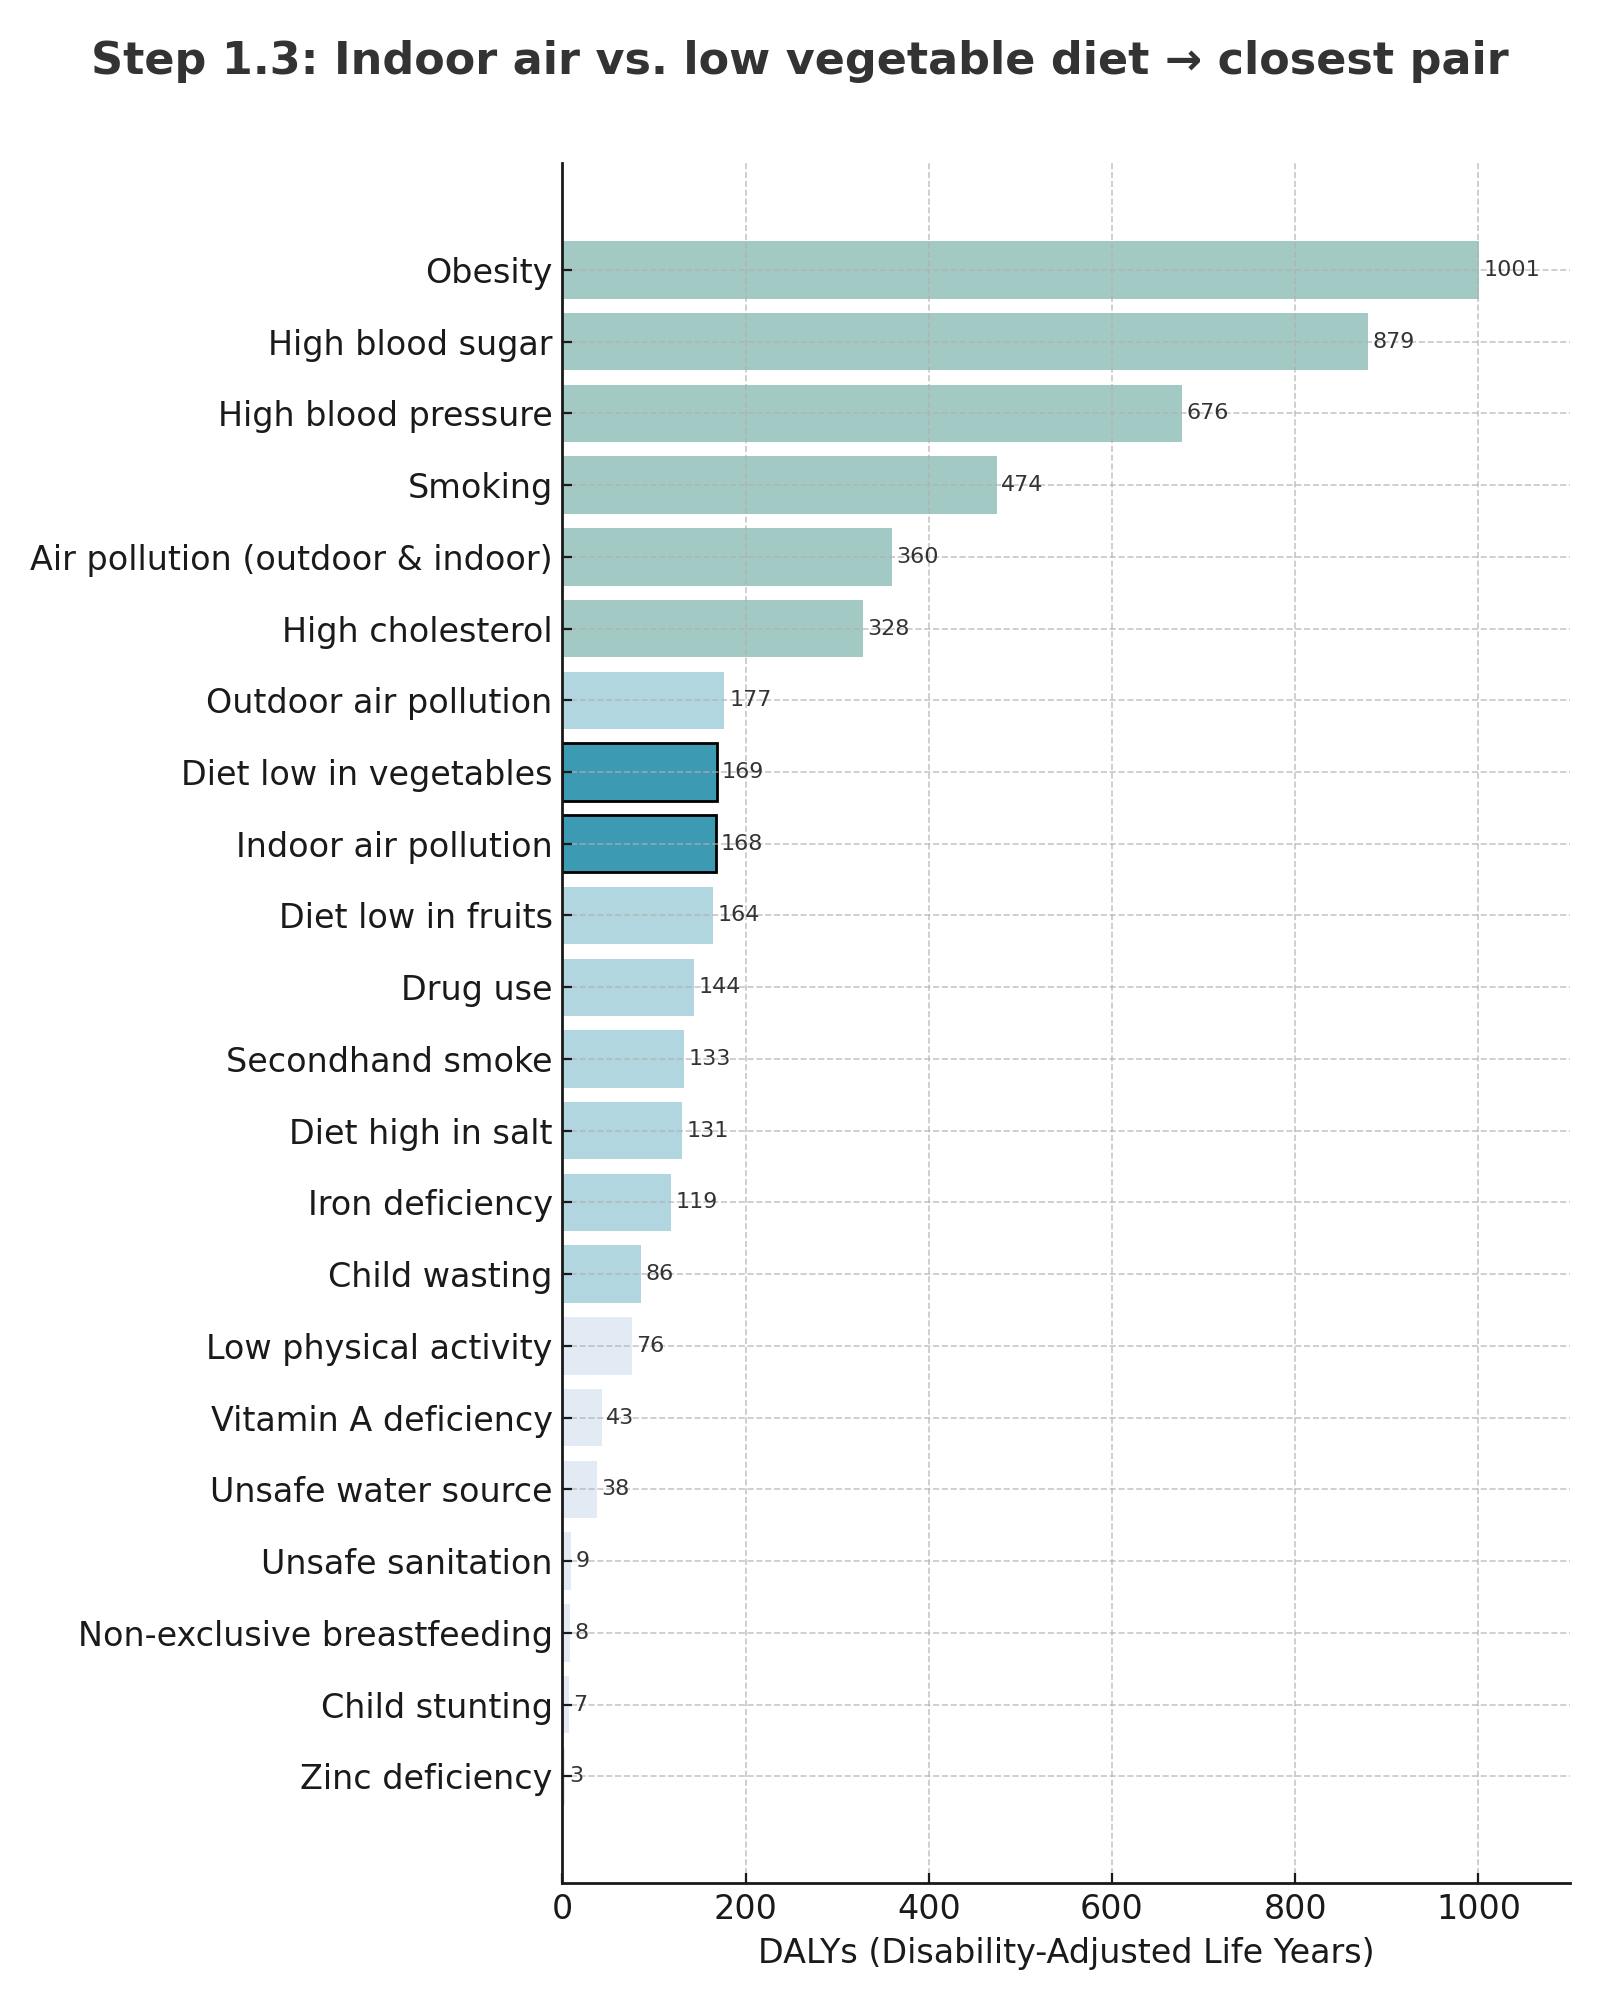 Step 1.3: Indoor air vs. low vegetable diet → closest pair
Obesity 1001
High blood sugar 879
High blood pressure 676
Smoking 474
Air pollution (outdoor & indoor) 360
High cholesterol 328
Outdoor air pollution 177
Diet low in vegetables 169
Indoor air pollution 168
Diet low in fruits 164
Drug use 144
Secondhand smoke 133
Diet high in salt 131
Iron deficiency 119
Child wasting 86
Low physical activity 76
Vitamin A deficiency 43
Unsafe water source 38
Unsafe sanitation 9
Non-exclusive breastfeeding 8
Child stunting 7
Zinc deficiency 3
0 200 400 600 800 1000
DALYs (Disability-Adjusted Life Years)